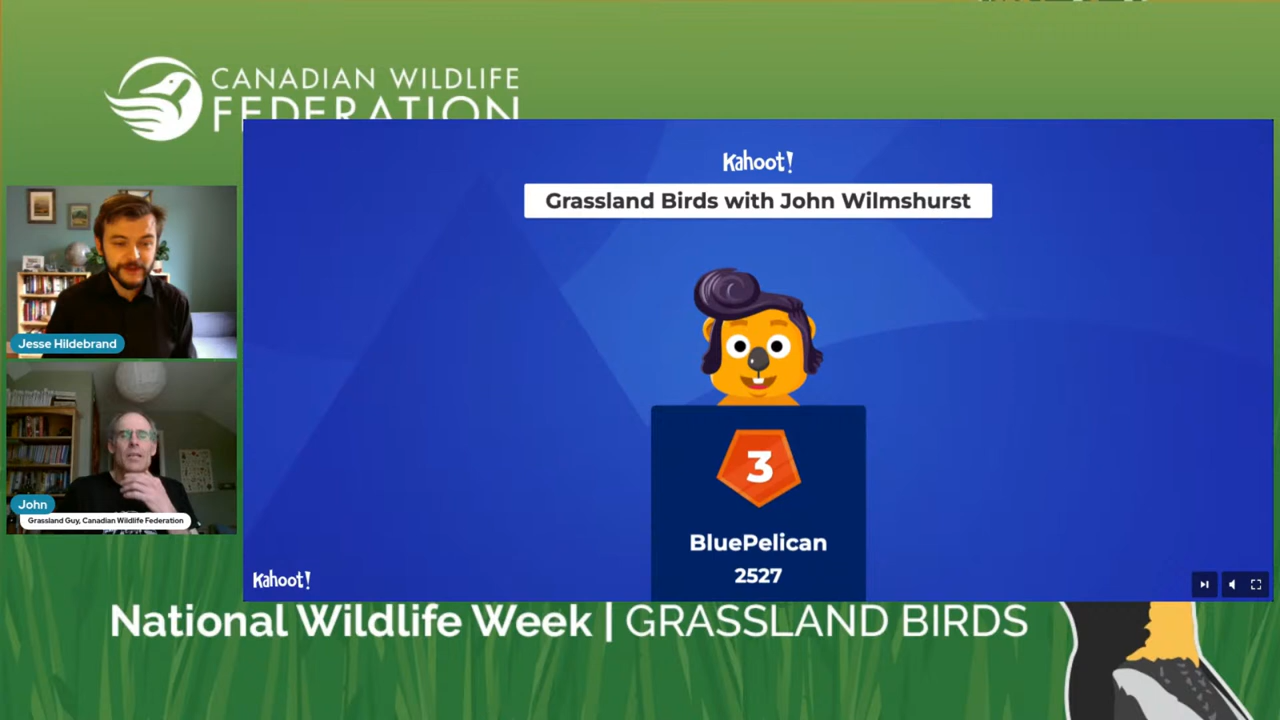 CANADIAN WILDLIFE
FEDERATION
Kahoot!
Grassland Birds with John Wilmshurst
Jesse Hildebrand
3
John
Grassland Guy, Canadian Wildlife Federation
BluePelican
2527
Kahoot!
National Wildlife Week | GRASSLAND BIRDS